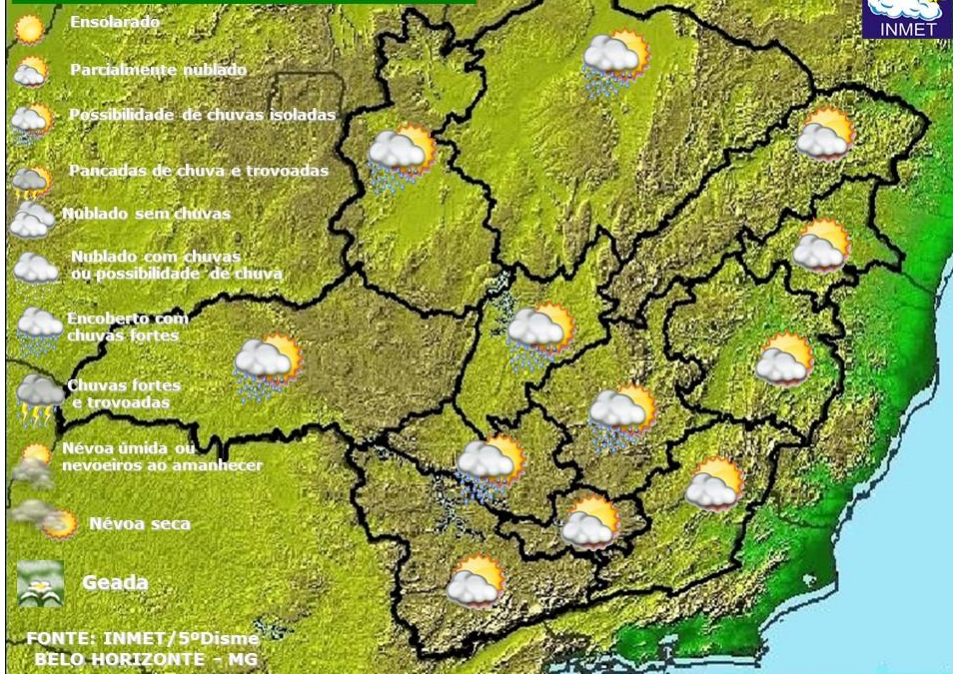 INMET
Ensolarado
Parcialmente nublado
Possibilidade de chuvas isoladas
Pancadas de chuva e trovoadas
Nublado sem chuvas
Nublado com chuvas
ou possibilidade de chuva
Encoberto com
chuvas fortes
Chuvas fortes
e trovoadas
Névoa úmida ou
nevoeiros ao amanhecer
Névoa seca
Geada
FONTE: INMET/5ºDisme
BELO HORIZONTE - MG